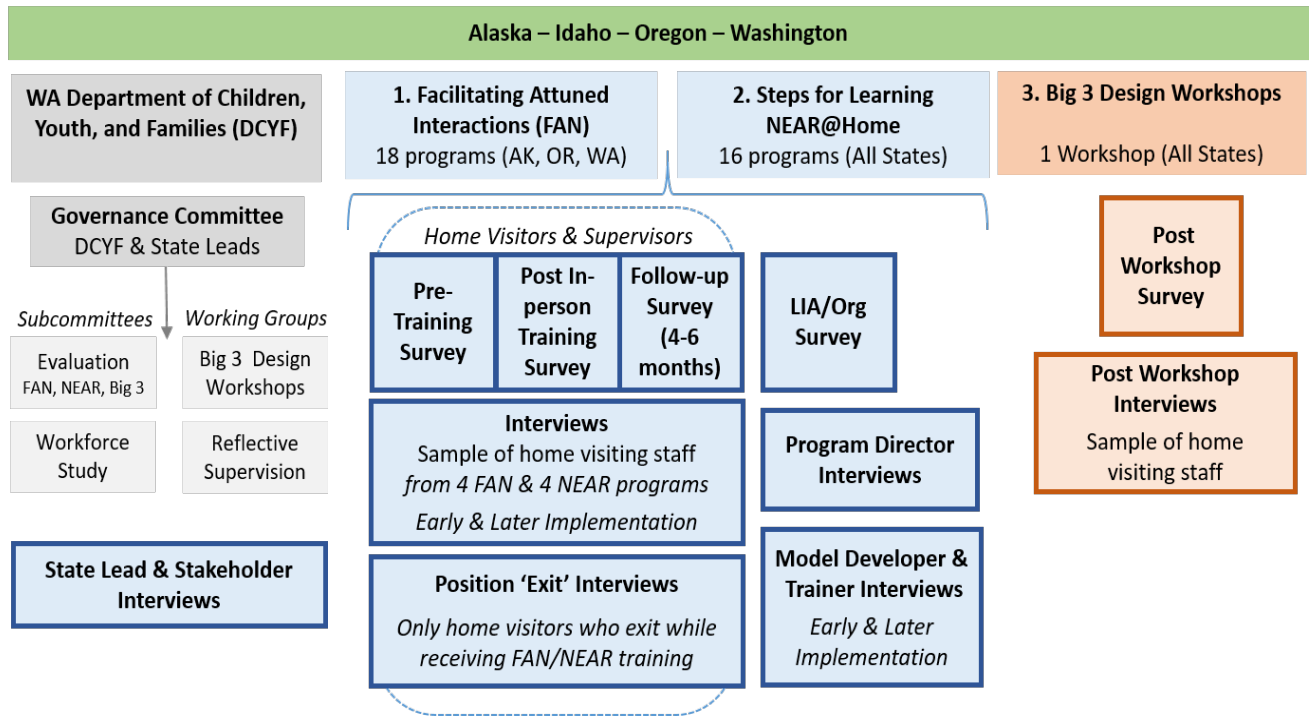 Alaska – Idaho – Oregon – Washington
WA Department of Children,
Youth, and Families (DCYF)
Governance Committee
DCYF & State Leads
Subcommittees
Working Groups
Evaluation
FAN, NEAR, Big 3
Big 3 Design
Workshops
Workforce
Study
Reflective
Supervision
State Lead & Stakeholder
Interviews
1. Facilitating Attuned
Interactions (FAN)
18 programs (AK, OR, WA)
2. Steps for Learning
NEAR@Home
16 programs (All States)
Home Visitors & Supervisors
Pre-
Training
Survey
Post In-
person
Training
Survey
Follow-up
Survey
(4-6
months)
LIA/Org
Survey
Interviews
Sample of home visiting staff
from 4 FAN & 4 NEAR programs
Early & Later Implementation
Program Director
Interviews
Position ‘Exit’ Interviews
Only home visitors who exit while
receiving FAN/NEAR training
Model Developer &
Trainer Interviews
Early & Later
Implementation
3. Big 3 Design Workshops
1 Workshop (All States)
Post
Workshop
Survey
Post Workshop
Interviews
Sample of home
visiting staff